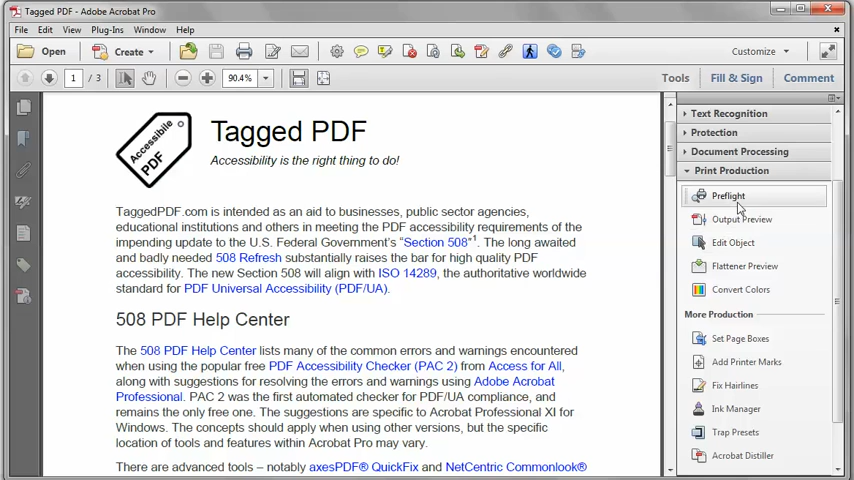 Tagged PDF - Adobe Acrobat Pro
File Edit View Plug-Ins Window Help
Open Create Customize
1 / 3 90.4% Tools Fill & Sign Comment
Accessibile
PDF
Tagged PDF
Accessibility is the right thing to do!
TaggedPDF.com is intended as an aid to businesses, public sector agencies,
educational institutions and others in meeting the PDF accessibility requirements of the
impending update to the U.S. Federal Government's "Section 508"1. The long awaited
and badly needed 508 Refresh substantially raises the bar for high quality PDF
accessibility. The new Section 508 will align with ISO 14289, the authoritative worldwide
standard for PDF Universal Accessibility (PDF/UA).
508 PDF Help Center
The 508 PDF Help Center lists many of the common errors and warnings encountered
when using the popular free PDF Accessibility Checker (PAC 2) from Access for All,
along with suggestions for resolving the errors and warnings using Adobe Acrobat
Professional. PAC 2 was the first automated checker for PDF/UA compliance, and
remains the only free one. The suggestions are specific to Acrobat Professional XI for
Windows. The concepts should apply when using other versions, but the specific
location of tools and features within Acrobat Pro may vary.
There are advanced tools – notably axesPDF® QuickFix and NetCentric Commonlook®
Text Recognition
Protection
Document Processing
Print Production
Preflight
Output Preview
Edit Object
Flattener Preview
Convert Colors
More Production
Set Page Boxes
Add Printer Marks
Fix Hairlines
Ink Manager
Trap Presets
Acrobat Distiller